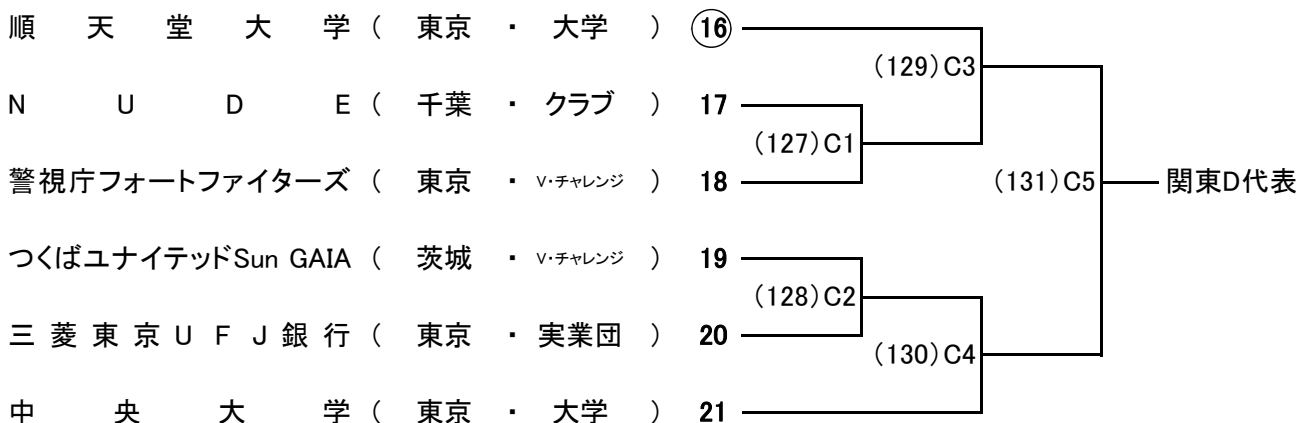 順天堂大学（ 東京 ・ 大学 ） 16
（129）C3
NUDE（ 千葉 ・ クラブ ） 17
（127）C1
警視庁フォートファイターズ（ 東京 ・ V・チャレンジ ） 18
（131）C5 関東D代表
つくばユナイテッドSun GAIA（ 茨城 ・ V・チャレンジ ） 19
（128）C2
三菱東京UFJ銀行（ 東京 ・ 実業団 ） 20
（130）C4
中央大学（ 東京 ・ 大学 ） 21